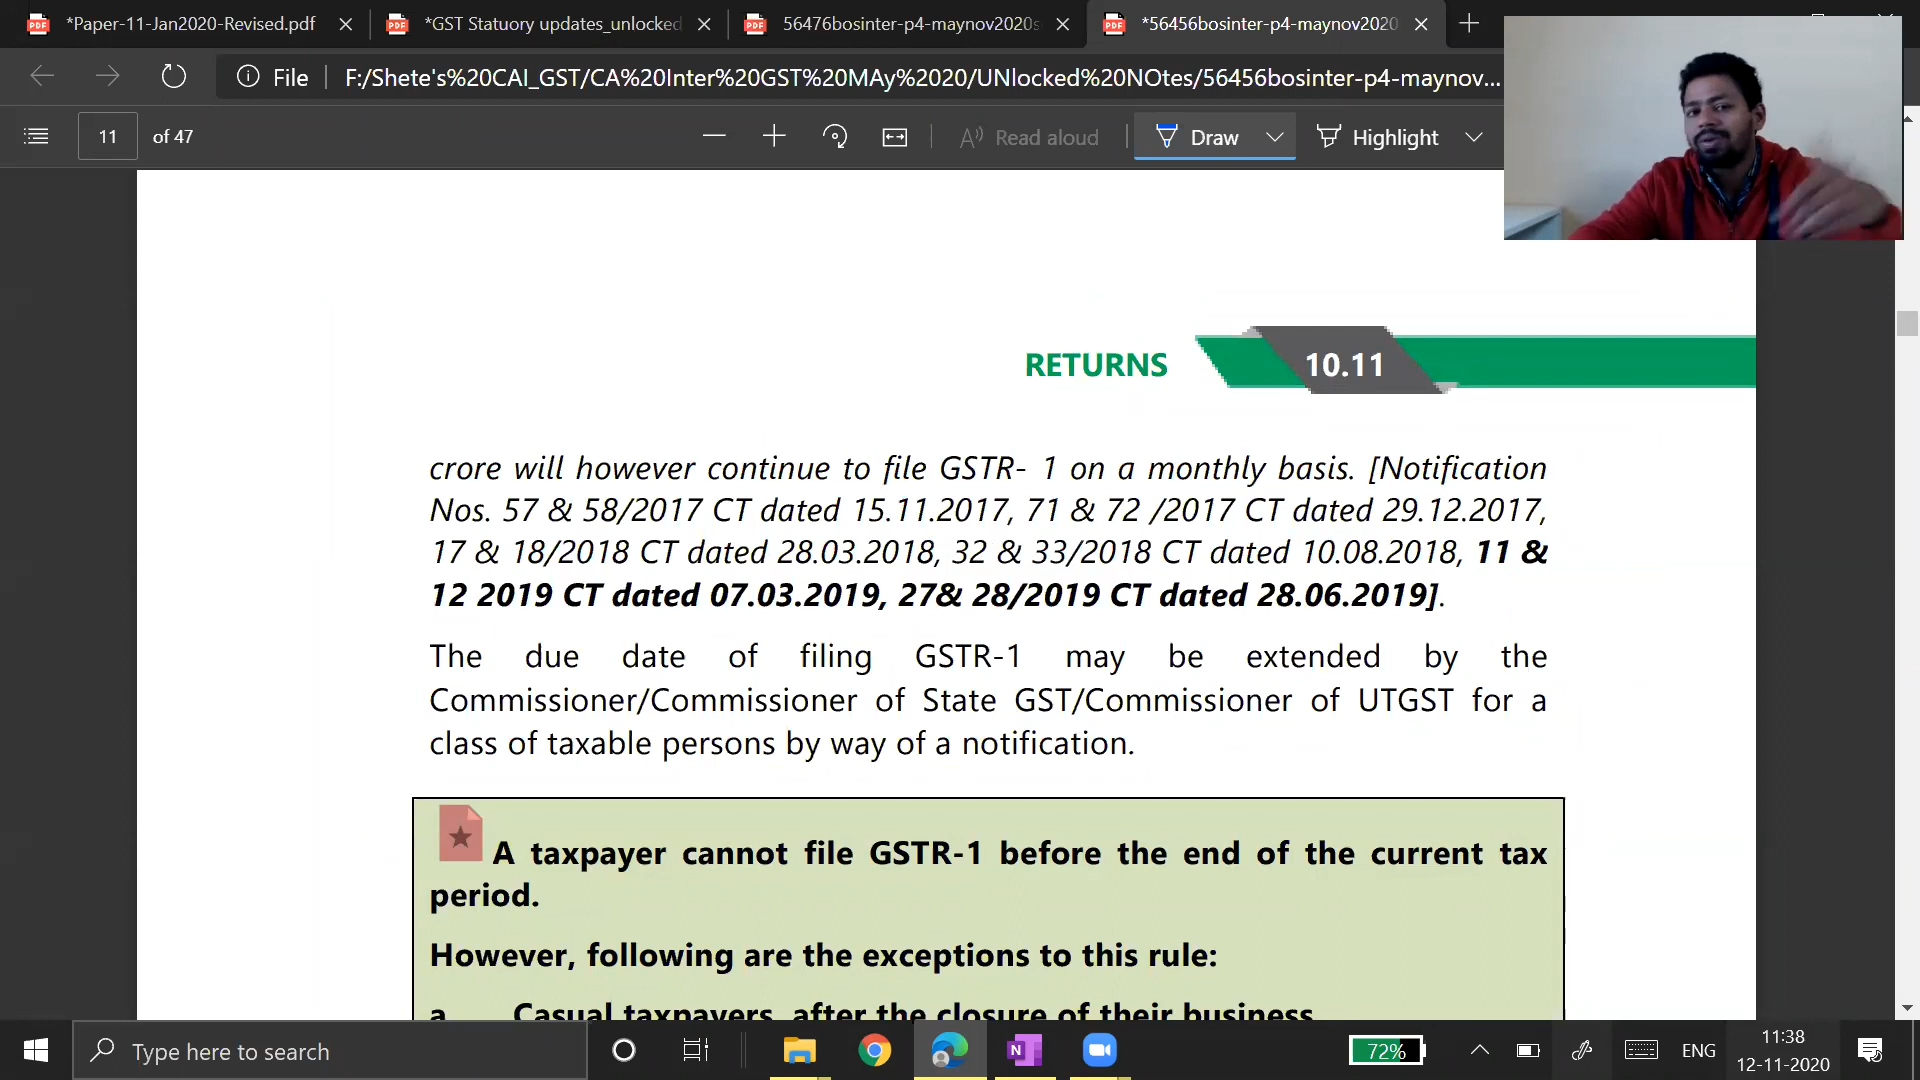 *Paper-11-Jan2020-Revised.pdf
*GST Statuory updates_unlocked
56476bosinter-p4-maynov2020s
*56456bosinter-p4-maynov2020
File
F:/Shete's%20CAI_GST/CA%20Inter%20GST%20MAy%2020/UNlocked%20NOtes/56456bosinter-p4-maynov...
11 of 47
Read aloud
Draw
Highlight
RETURNS 10.11
crore will however continue to file GSTR- 1 on a monthly basis. [Notification
Nos. 57 & 58/2017 CT dated 15.11.2017, 71 & 72 /2017 CT dated 29.12.2017,
17 & 18/2018 CT dated 28.03.2018, 32 & 33/2018 CT dated 10.08.2018, 11 &
12 2019 CT dated 07.03.2019, 27& 28/2019 CT dated 28.06.2019].
The due date of filing GSTR-1 may be extended by the
Commissioner/Commissioner of State GST/Commissioner of UTGST for a
class of taxable persons by way of a notification.
A taxpayer cannot file GSTR-1 before the end of the current tax
period.
However, following are the exceptions to this rule:
a Casual taxpayers, after the closure of their business
Type here to search
72%
ENG
11:38
12-11-2020